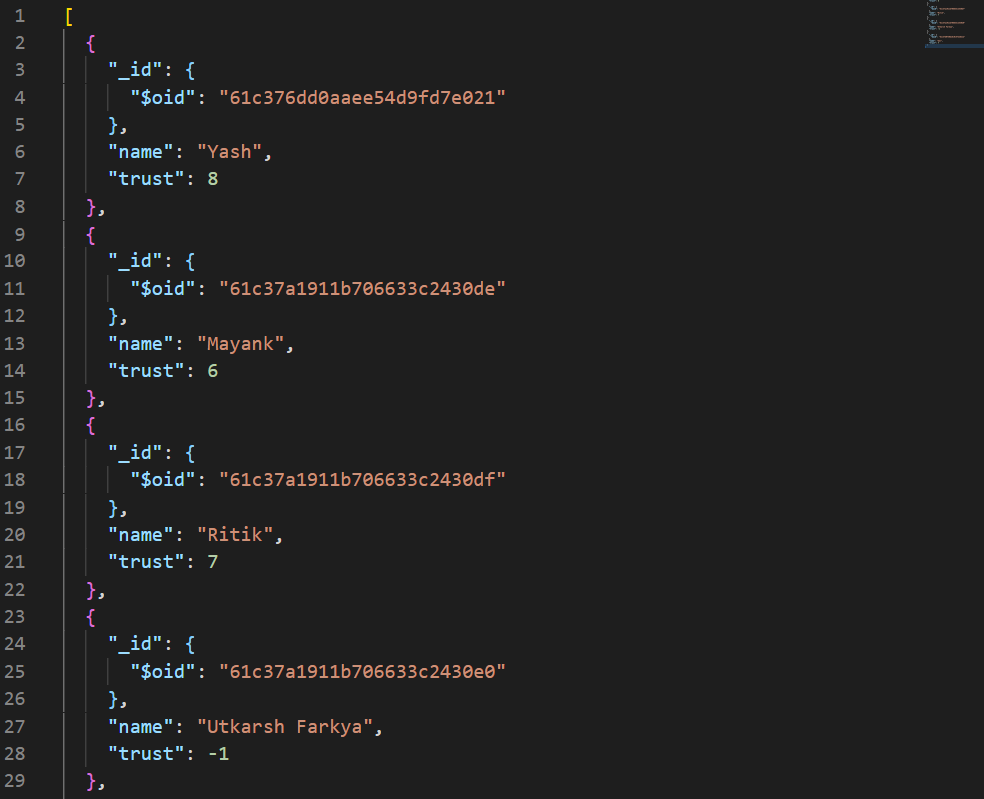 1 [
2 {
3 "_id": {
4 "$oid": "61c376dd0aaee54d9fd7e021"
5 },
6 "name": "Yash",
7 "trust": 8
8 },
9 {
10 "_id": {
11 "$oid": "61c37a1911b706633c2430de"
12 },
13 "name": "Mayank",
14 "trust": 6
15 },
16 {
17 "_id": {
18 "$oid": "61c37a1911b706633c2430df"
19 },
20 "name": "Ritik",
21 "trust": 7
22 },
23 {
24 "_id": {
25 "$oid": "61c37a1911b706633c2430e0"
26 },
27 "name": "Utkarsh Farkya",
28 "trust": -1
29 },